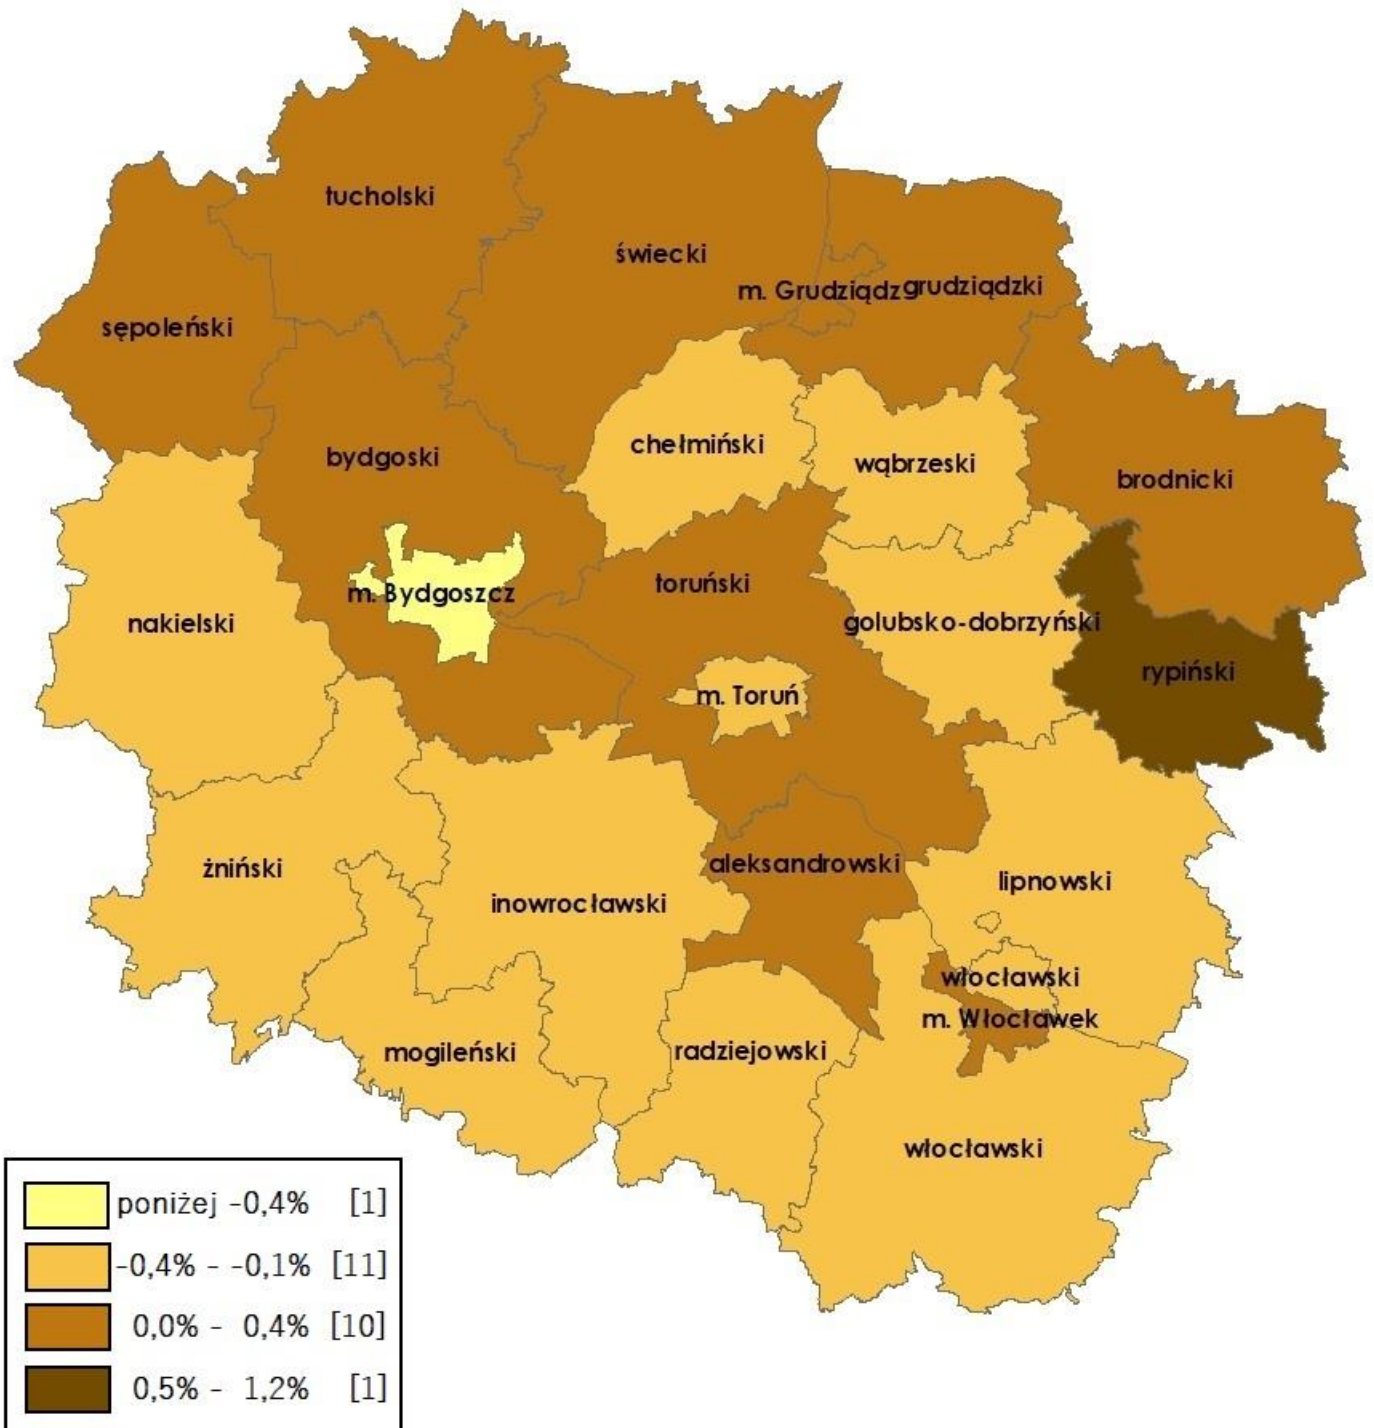 tucholski
świecki
m. Grudziądz
grudziądzki
sępoleński
chełmiński
bydgoski
wąbrzeski
brodnicki
toruński
m. Bydgoszcz
nakielski
golubsko-dobrzyński
rypiński
m. Toruń
żniński
aleksandrowski
lipnowski
inowrocławski
włocławski
m. Włocławek
mogileński
radziejowski
włocławski
poniżej -0,4% [1]
-0,4% - -0,1% [11]
0,0% - 0,4% [10]
0,5% - 1,2% [1]